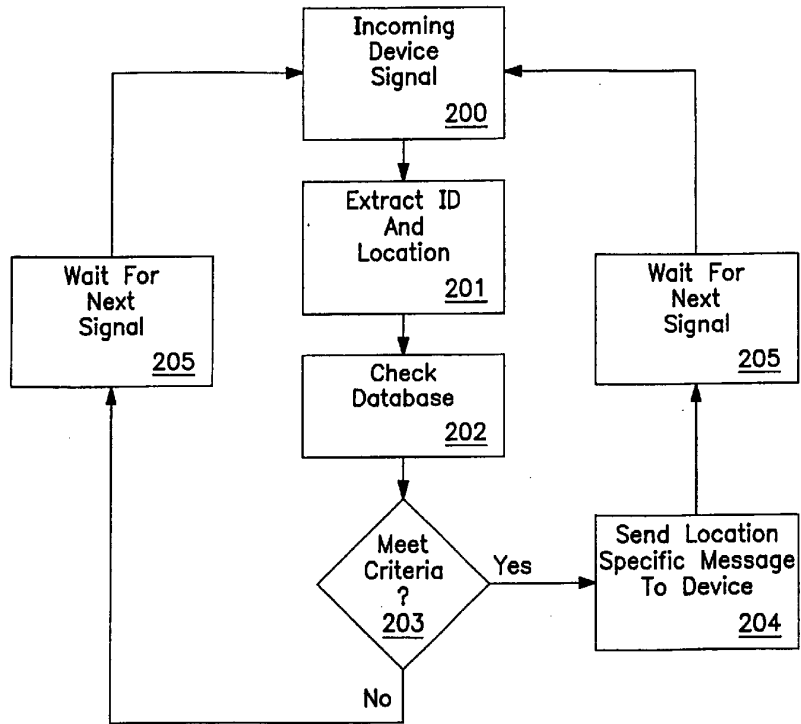 Incoming
Device
Signal
200
Extract ID
And
Location
201
Wait For
Next
Signal
205
Wait For
Next
Signal
205
Check
Database
202
Meet
Criteria
?
203
Yes
No
Send Location
Specific Message
To Device
204